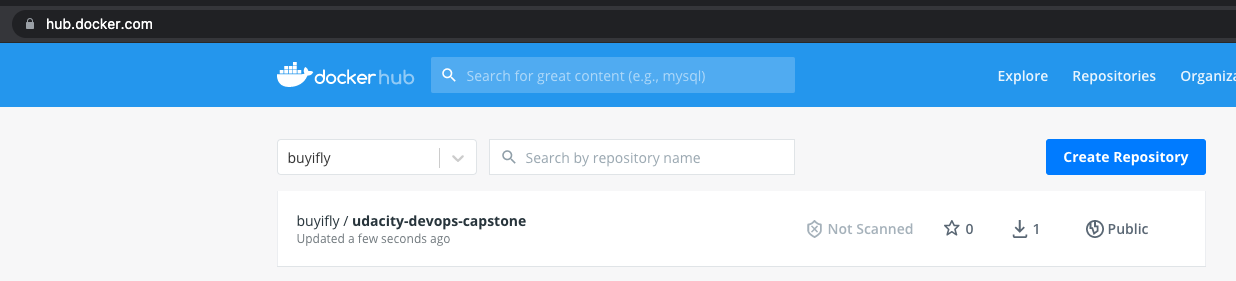 hub.docker.com
dockerhub Search for great content (e.g., mysql) Explore Repositories
buyifly Search by repository name Create Repository
buyifly / udacity-devops-capstone Not Scanned 0 1 Public
Updated a few seconds ago